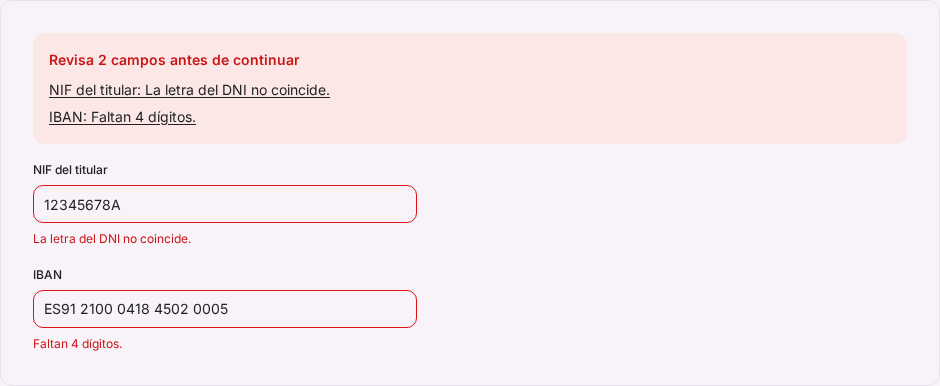 Revisa 2 campos antes de continuar
NIF del titular: La letra del DNI no coincide.
IBAN: Faltan 4 dígitos.
NIF del titular
12345678A
La letra del DNI no coincide.
IBAN
ES91 2100 0418 4502 0005
Faltan 4 dígitos.